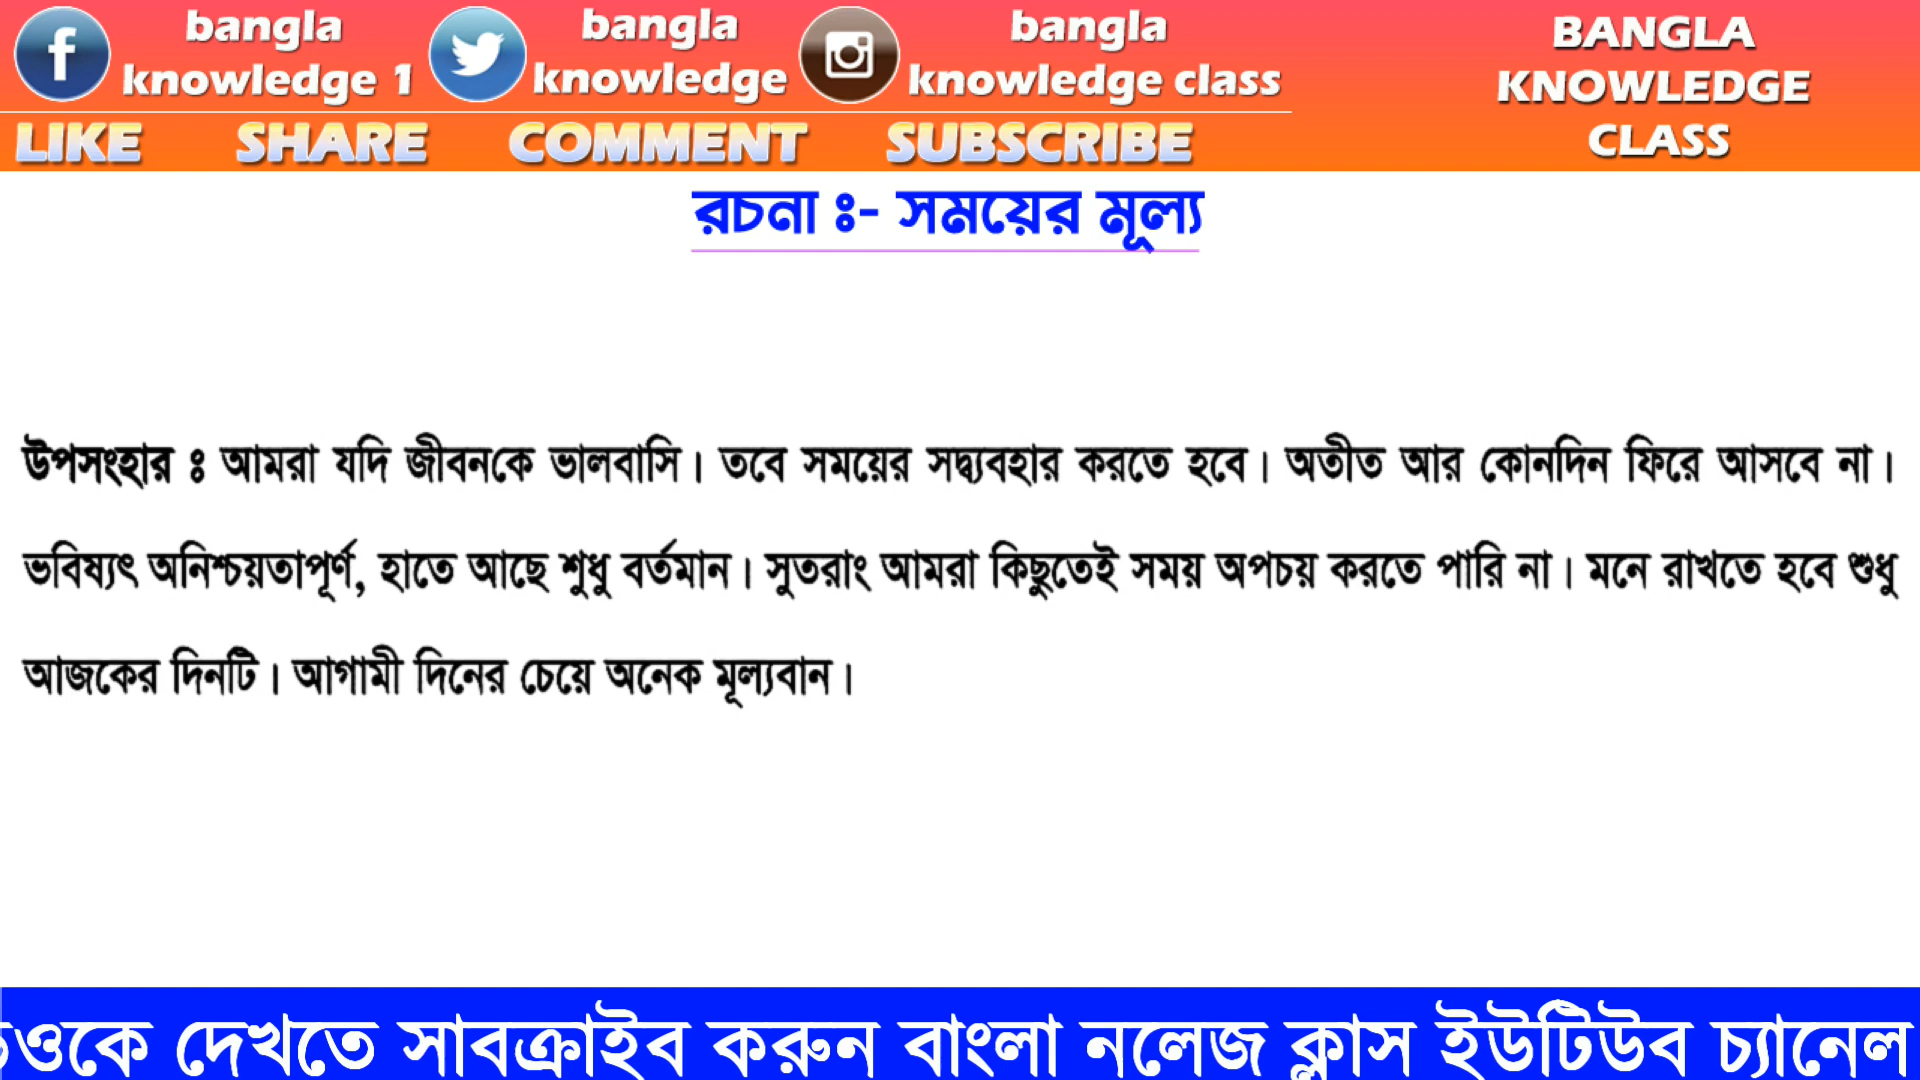 bangla
knowledge 1
bangla
knowledge
bangla
knowledge class
BANGLA
KNOWLEDGE
CLASS
LIKE SHARE COMMENT SUBSCRIBE
রচনা ঃ- সময়ের মূল্য
উপসংহার ঃ আমরা যদি জীবনকে ভালবাসি। তবে সময়ের সদ্ব্যবহার করতে হবে। অতীত আর কোনদিন ফিরে আসবে না।
ভবিষ্যৎ অনিশ্চয়তাপূর্ণ, হাতে আছে শুধু বর্তমান। সুতরাং আমরা কিছুতেই সময় অপচয় করতে পারি না। মনে রাখতে হবে শুধু
আজকের দিনটি। আগামী দিনের চেয়ে অনেক মূল্যবান।
দেখতে সাবক্রাইব করুন বাংলা নলেজ ক্লাস ইউটিউব চ্যানেল